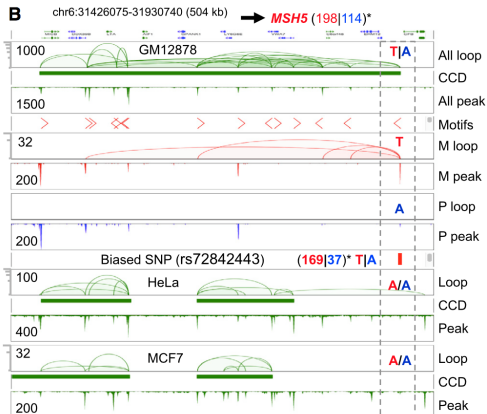 B
chr6:31426075-31930740 (504 kb)
MSH5 (198|114)*
1000
GM12878
T|A
All loop
CCD
1500
All peak
Motifs
32
T
M loop
200
M peak
A
P loop
200
P peak
Biased SNP (rs72842443) (169|37)* T|A
100
HeLa
A/A
Loop
CCD
400
Peak
32
MCF7
A/A
Loop
CCD
200
Peak